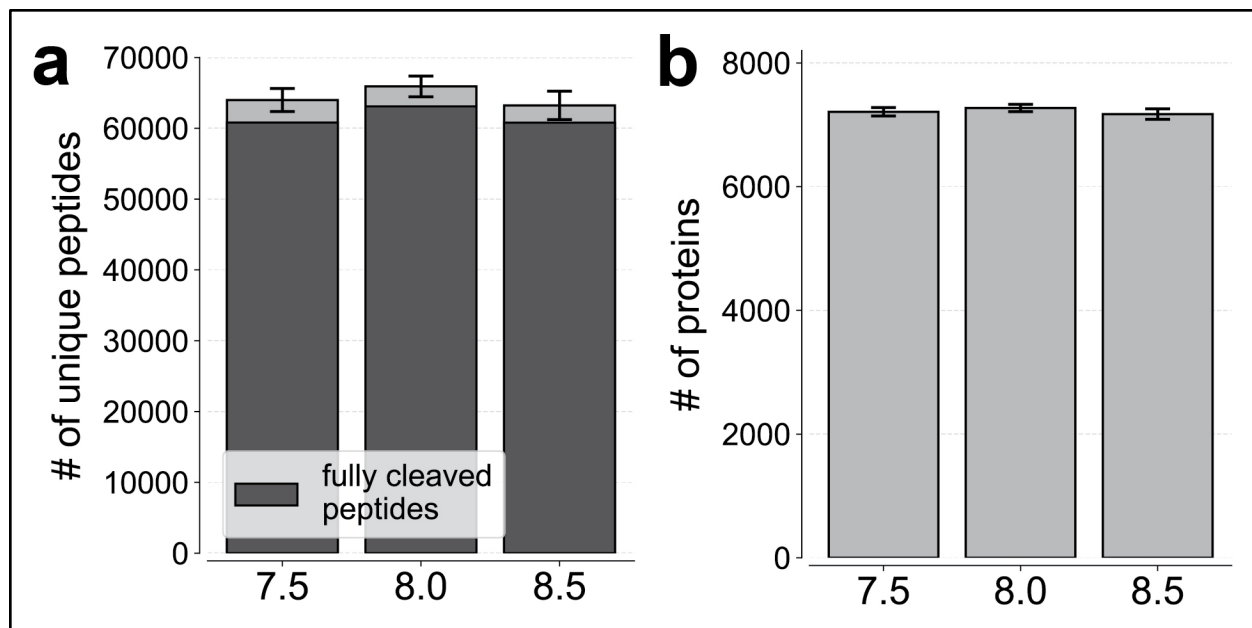 a
# of unique peptides
70000
60000
50000
40000
30000
20000
10000
0
fully cleaved
peptides
7.5 8.0 8.5
b
# of proteins
8000
6000
4000
2000
0
7.5 8.0 8.5